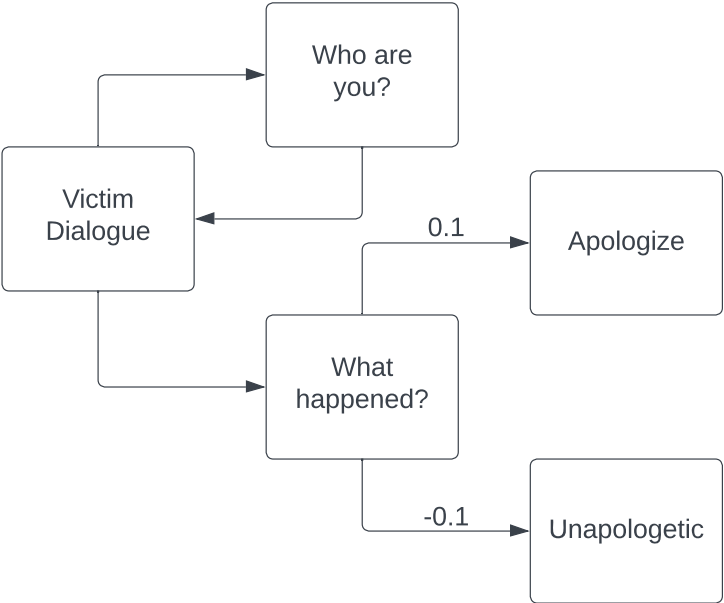 Who are
you?
Victim
Dialogue
0.1
Apologize
What
happened?
-0.1
Unapologetic